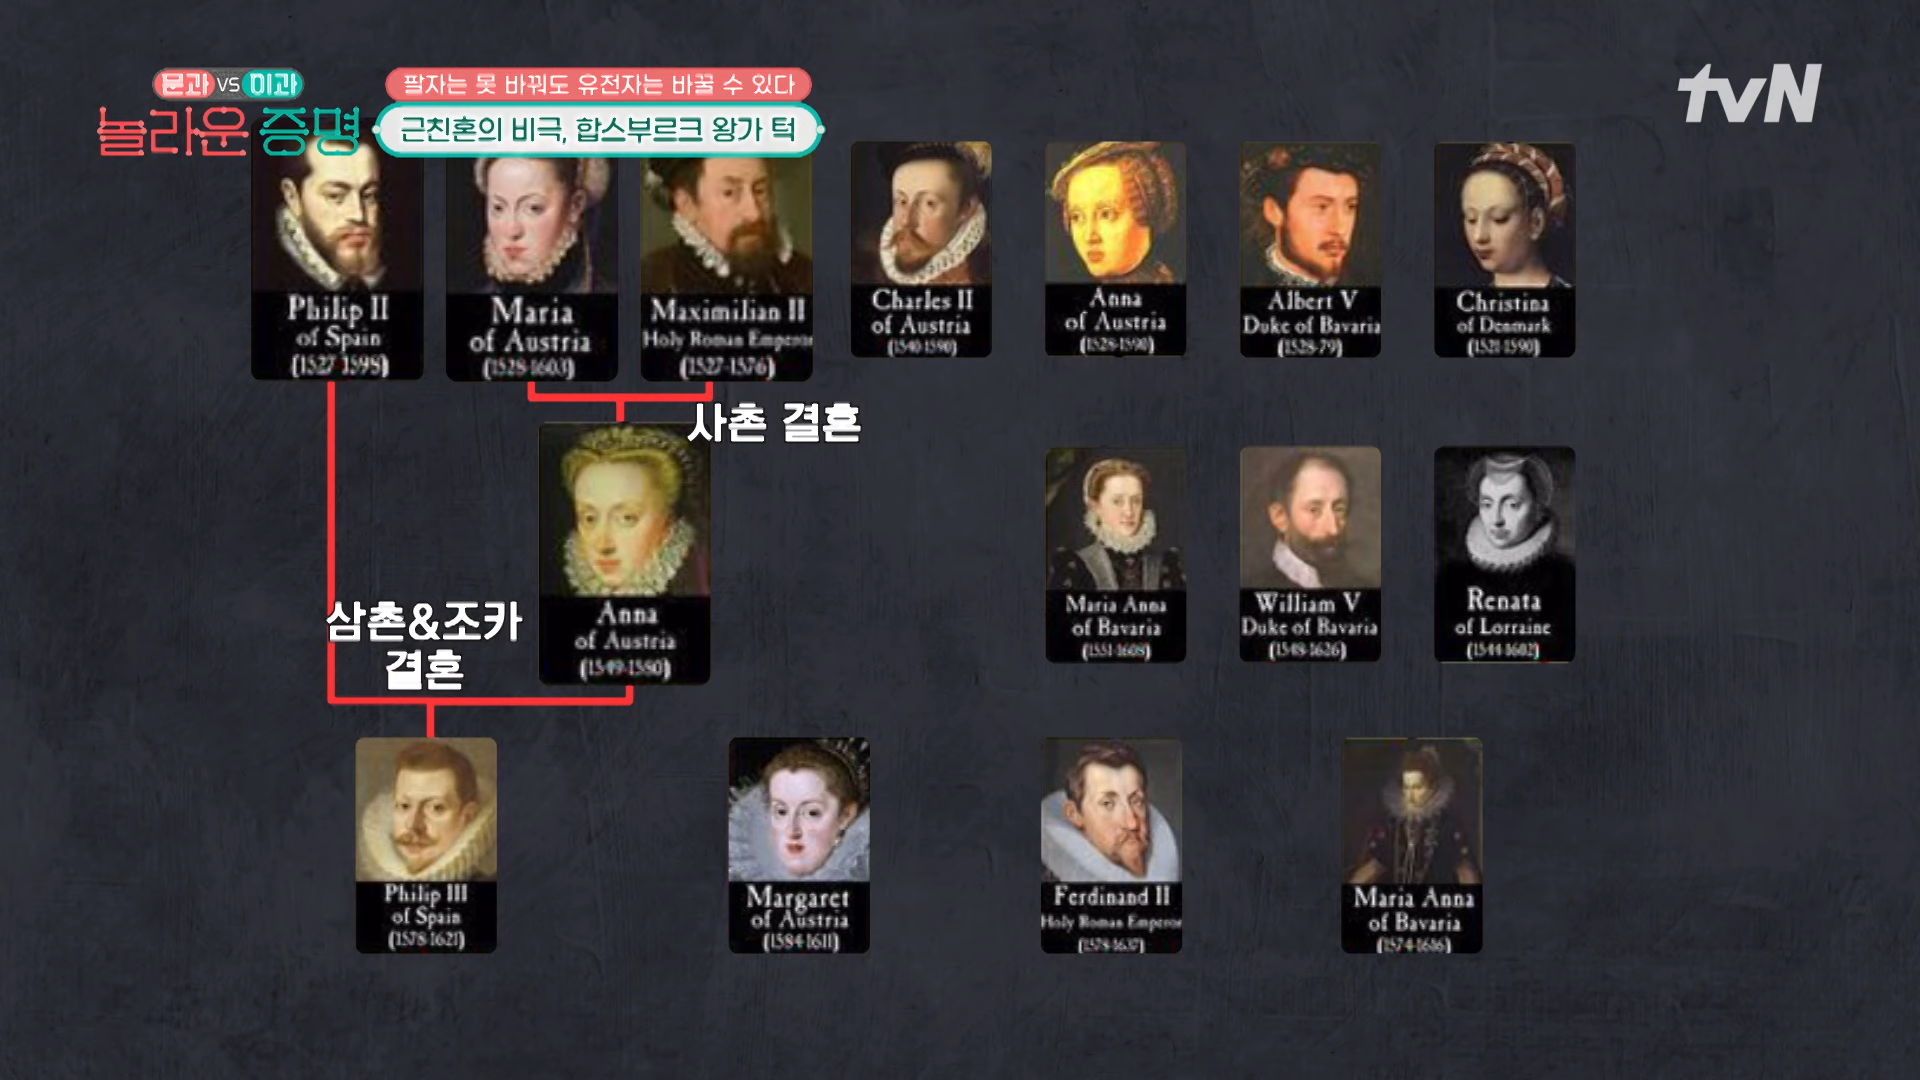 문과 VS 이과
놀라운 증명
팔자는 못 바꿔도 유전자는 바꿀 수 있다
근친혼의 비극, 합스부르크 왕가 턱
tvN
Philip II
of Spain
(1527-1598)
Maria
of Austria
(1528-1603)
Maximilian II
Holy Roman Emperor
(1527-1576)
Charles II
of Austria
(1540-1590)
Anna
of Austria
(1528-1590)
Albert V
Duke of Bavaria
(1528-79)
Christina
of Denmark
(1521-1590)
사촌 결혼
Anna
of Austria
(1549-1580)
Maria Anna
of Bavaria
(1551-1608)
William V
Duke of Bavaria
(1548-1626)
Renata
of Lorraine
(1544-1602)
삼촌&조카
결혼
Philip III
of Spain
(1578-1621)
Margaret
of Austria
(1584-1611)
Ferdinand II
Holy Roman Emperor
(1578-1637)
Maria Anna
of Bavaria
(1574-1616)